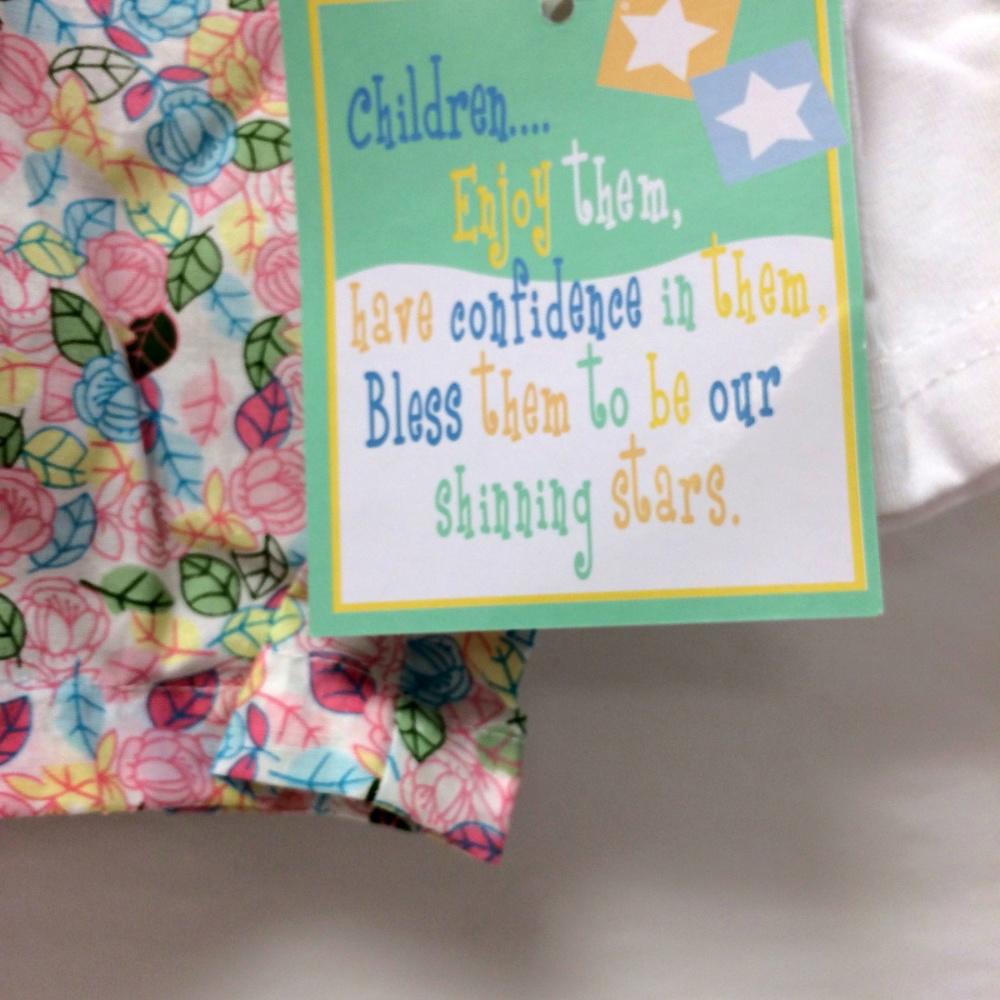 Children....
Enjoy them,
have confidence in them,
Bless them to be our
shinning stars.